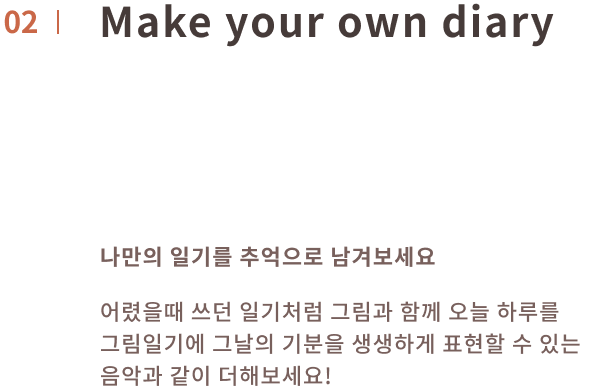 02 | Make your own diary
나만의 일기를 추억으로 남겨보세요
어렸을때 쓰던 일기처럼 그림과 함께 오늘 하루를
그림일기에 그날의 기분을 생생하게 표현할 수 있는
음악과 같이 더해보세요!